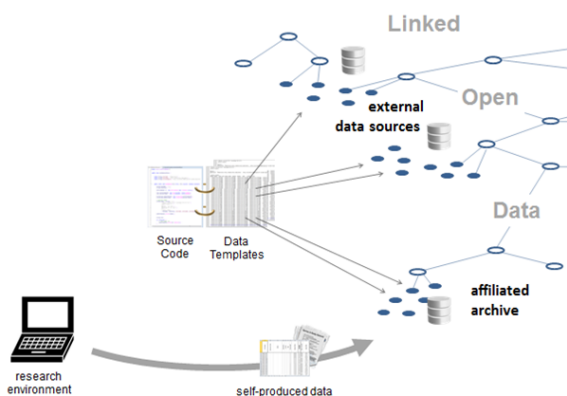 Linked
Open
Data
external
data sources
Source
Code
Data
Templates
affiliated
archive
research
environment
self-produced data